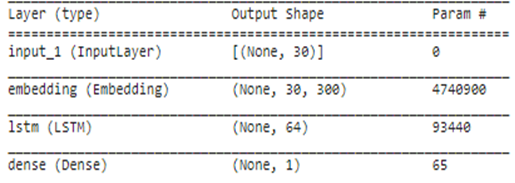 Layer (type) Output Shape Param #
=================================================================
input_1 (InputLayer) [(None, 30)] 0
embedding (Embedding) (None, 30, 300) 4740900
lstm (LSTM) (None, 64) 93440
dense (Dense) (None, 1) 65